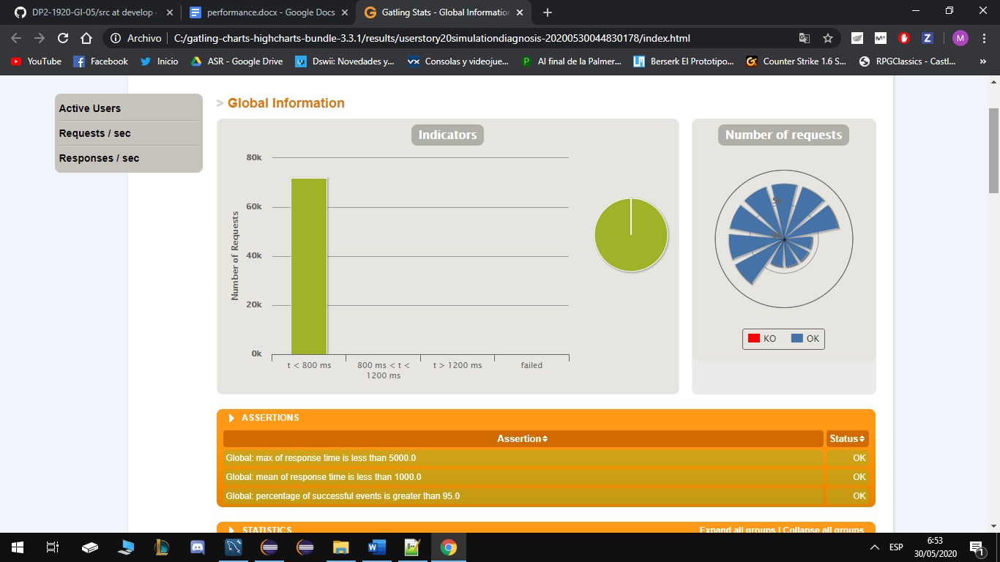 DP2-1920-GI-05/src at develop
performance.docx - Google Docs
Gatling Stats - Global Information
Archivo
C:/gatling-charts-highcharts-bundle-3.3.1/results/userstory20simulationdiagnosis-20200530044830178/index.html
M
YouTube
Facebook
Inicio
ASR - Google Drive
Dswii: Novedades y...
Consolas y videojue...
Al final de la Palmer...
Berserk El Prototipo...
Counter Strike 1.6 S...
RPGClassics - Castl...
»
Active Users
Requests / sec
Responses / sec
> Global Information
Indicators
Number of Requests
80k
60k
40k
20k
0k
t < 800 ms
800 ms < t <
1200 ms
t > 1200 ms
failed
Number of requests
KO
OK
ASSERTIONS
Assertion
Status
Global: max of response time is less than 5000.0
OK
Global: mean of response time is less than 1000.0
OK
Global: percentage of successful events is greater than 95.0
OK
STATISTICS
Expand all groups | Collapse all groups
ESP
6:53
30/05/2020
1